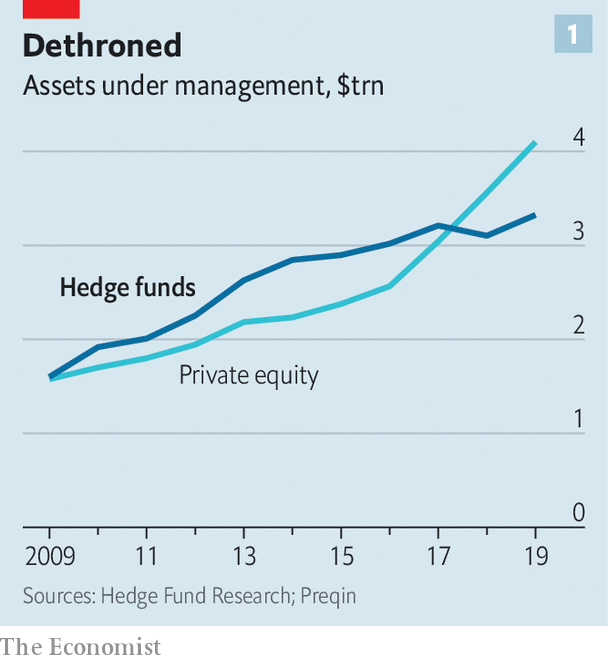 Dethroned
1
Assets under management, $trn
4
3
Hedge funds
2
Private equity
1
0
2009 11 13 15 17 19
Sources: Hedge Fund Research; Preqin
The Economist